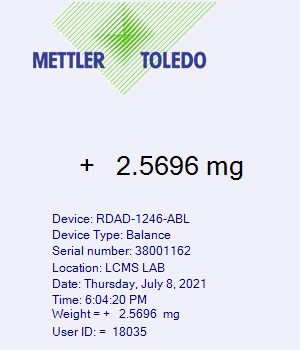 METTLER TOLEDO
+ 2.5696 mg
Device: RDAD-1246-ABL
Device Type: Balance
Serial number: 38001162
Location: LCMS LAB
Date: Thursday, July 8, 2021
Time: 6:04:20 PM
Weight = + 2.5696 mg
User ID: = 18035